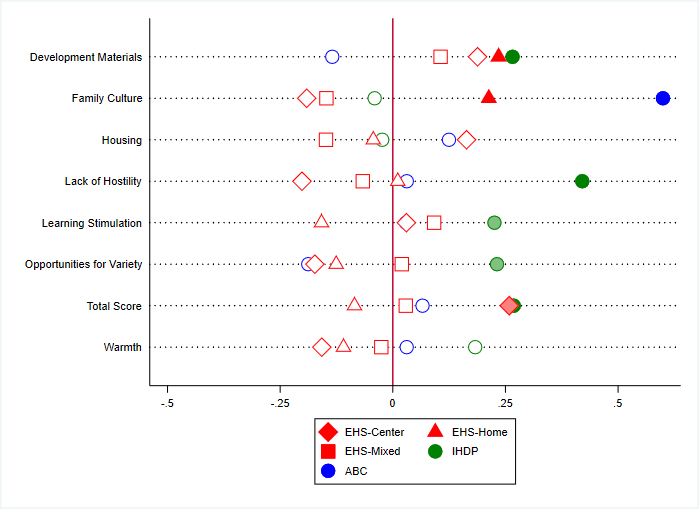 Development Materials
Family Culture
Housing
Lack of Hostility
Learning Stimulation
Opportunities for Variety
Total Score
Warmth
-.5 -.25 0 .25 .5
EHS-Center EHS-Home
EHS-Mixed IHDP
ABC